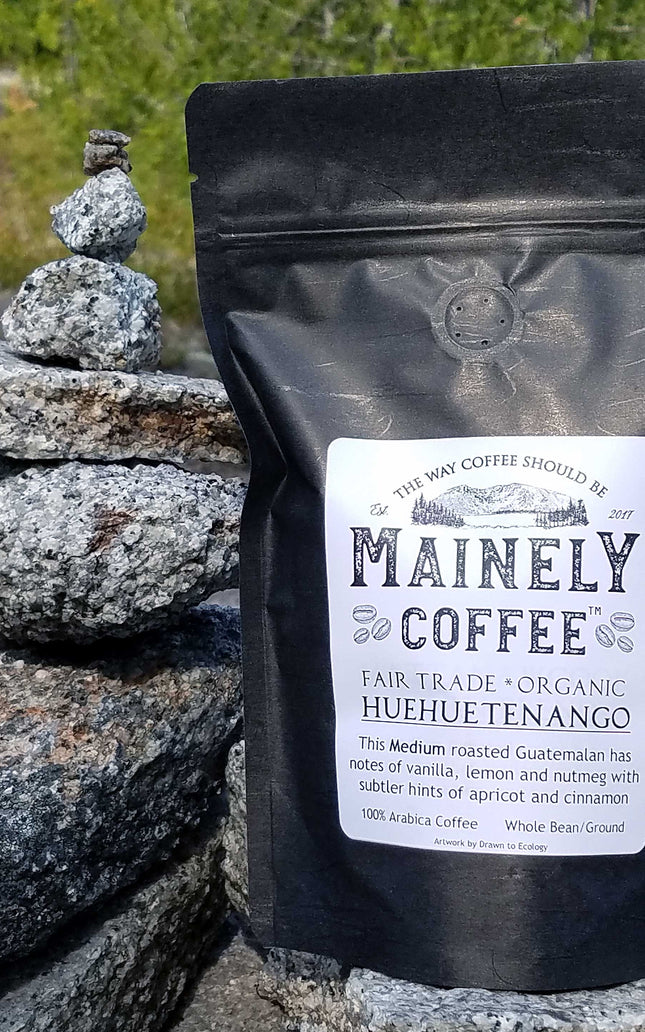 THE WAY COFFEE SHOULD BE
Est. 2017
MAINELY
COFFEE™
FAIR TRADE * ORGANIC
HUEHUETENANGO
This Medium roasted Guatemalan has
notes of vanilla, lemon and nutmeg with
subtler hints of apricot and cinnamon
100% Arabica Coffee Whole Bean/Ground
Artwork by Drawn to Ecology